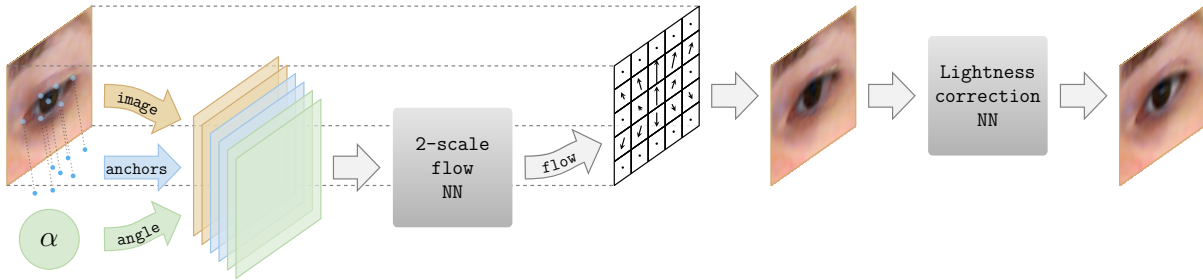 image
anchors
α
angle
2-scale
flow
NN
flow
Lightness
correction
NN